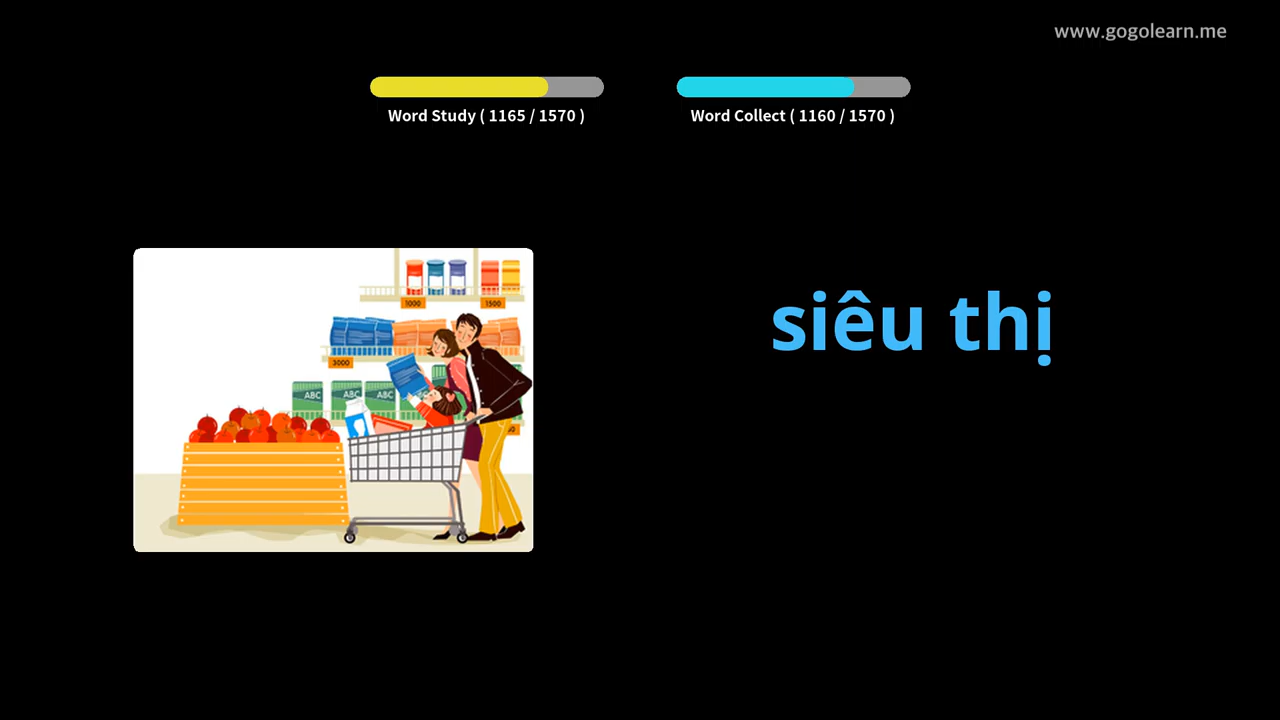 www.gogolearn.me
Word Study ( 1165 / 1570 )
Word Collect ( 1160 / 1570 )
siêu thị
1000
1500
3000
ABC
ABC
ABC